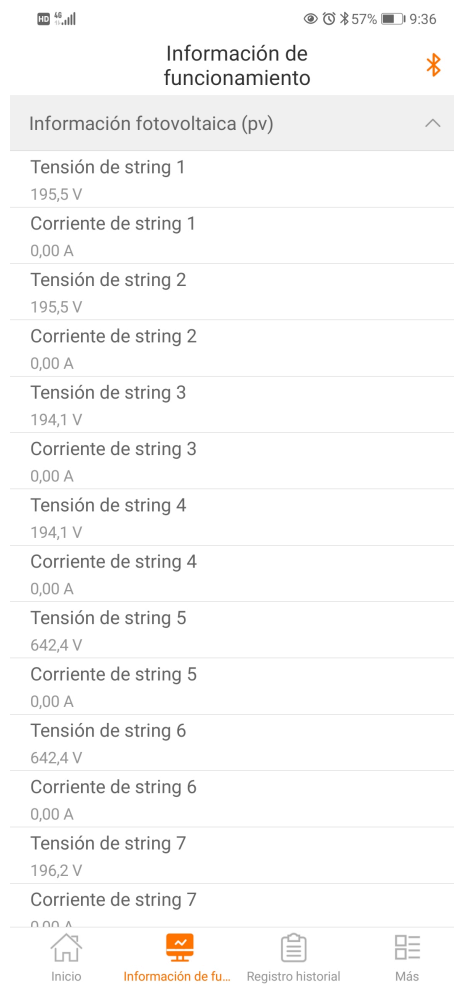 HD 4G 57% 9:36
Información de
funcionamiento
Información fotovoltaica (pv)
Tensión de string 1
195,5 V
Corriente de string 1
0,00 A
Tensión de string 2
195,5 V
Corriente de string 2
0,00 A
Tensión de string 3
194,1 V
Corriente de string 3
0,00 A
Tensión de string 4
194,1 V
Corriente de string 4
0,00 A
Tensión de string 5
642,4 V
Corriente de string 5
0,00 A
Tensión de string 6
642,4 V
Corriente de string 6
0,00 A
Tensión de string 7
196,2 V
Corriente de string 7
0,00 A
Inicio Información de fu... Registro historial Más